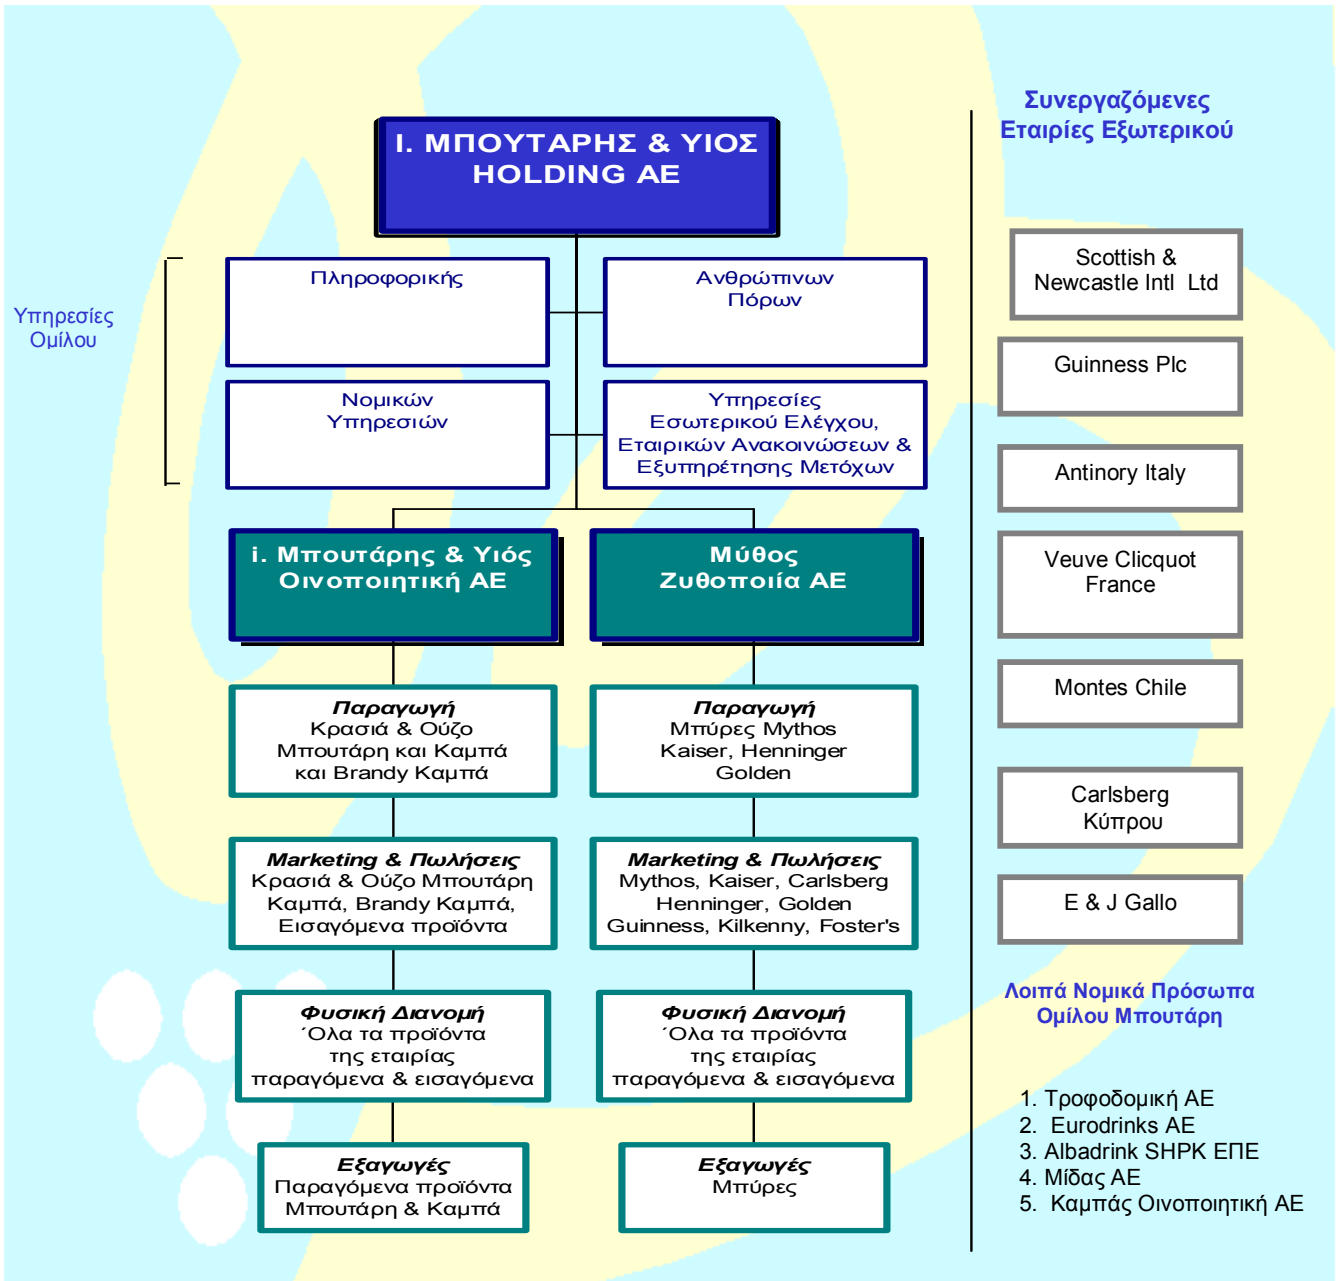 Ι. ΜΠΟΥΤΑΡΗΣ & ΥΙΟΣ
HOLDING ΑΕ
Υπηρεσίες
Ομίλου
Πληροφορικής
Ανθρώπινων
Πόρων
Νομικών
Υπηρεσιών
Υπηρεσίες
Εσωτερικού Ελέγχου,
Εταιρικών Ανακοινώσεων &
Εξυπηρέτησης Μετόχων
i. Μπουτάρης & Υιός
Οινοποιητική ΑΕ
Παραγωγή
Κρασιά & Ούζο
Μπουτάρη και Καμπά
και Brandy Καμπά
Marketing & Πωλήσεις
Κρασιά & Ούζο Μπουτάρη
Καμπά, Brandy Καμπά,
Εισαγόμενα προϊόντα
Φυσική Διανομή
Όλα τα προϊόντα
της εταιρίας
παραγόμενα & εισαγόμενα
Εξαγωγές
Παραγόμενα προϊόντα
Μπουτάρη & Καμπά
Μύθος
Ζυθοποιία ΑΕ
Παραγωγή
Μπύρες Mythos
Kaiser, Henninger
Golden
Marketing & Πωλήσεις
Mythos, Kaiser, Carlsberg
Henninger, Golden
Guinness, Kilkenny, Foster's
Φυσική Διανομή
Όλα τα προϊόντα
της εταιρίας
παραγόμενα & εισαγόμενα
Εξαγωγές
Μπύρες
Συνεργαζόμενες
Εταιρίες Εξωτερικού
Scottish &
Newcastle Intl Ltd
Guinness Plc
Antinory Italy
Veuve Clicquot
France
Montes Chile
Carlsberg
Κύπρου
E & J Gallo
Λοιπά Νομικά Πρόσωπα
Ομίλου Μπουτάρη
1. Τροφοδομική ΑΕ
2. Eurodrinks ΑΕ
3. Albadrink SHPK ΕΠΕ
4. Μίδας ΑΕ
5. Καμπάς Οινοποιητική ΑΕ